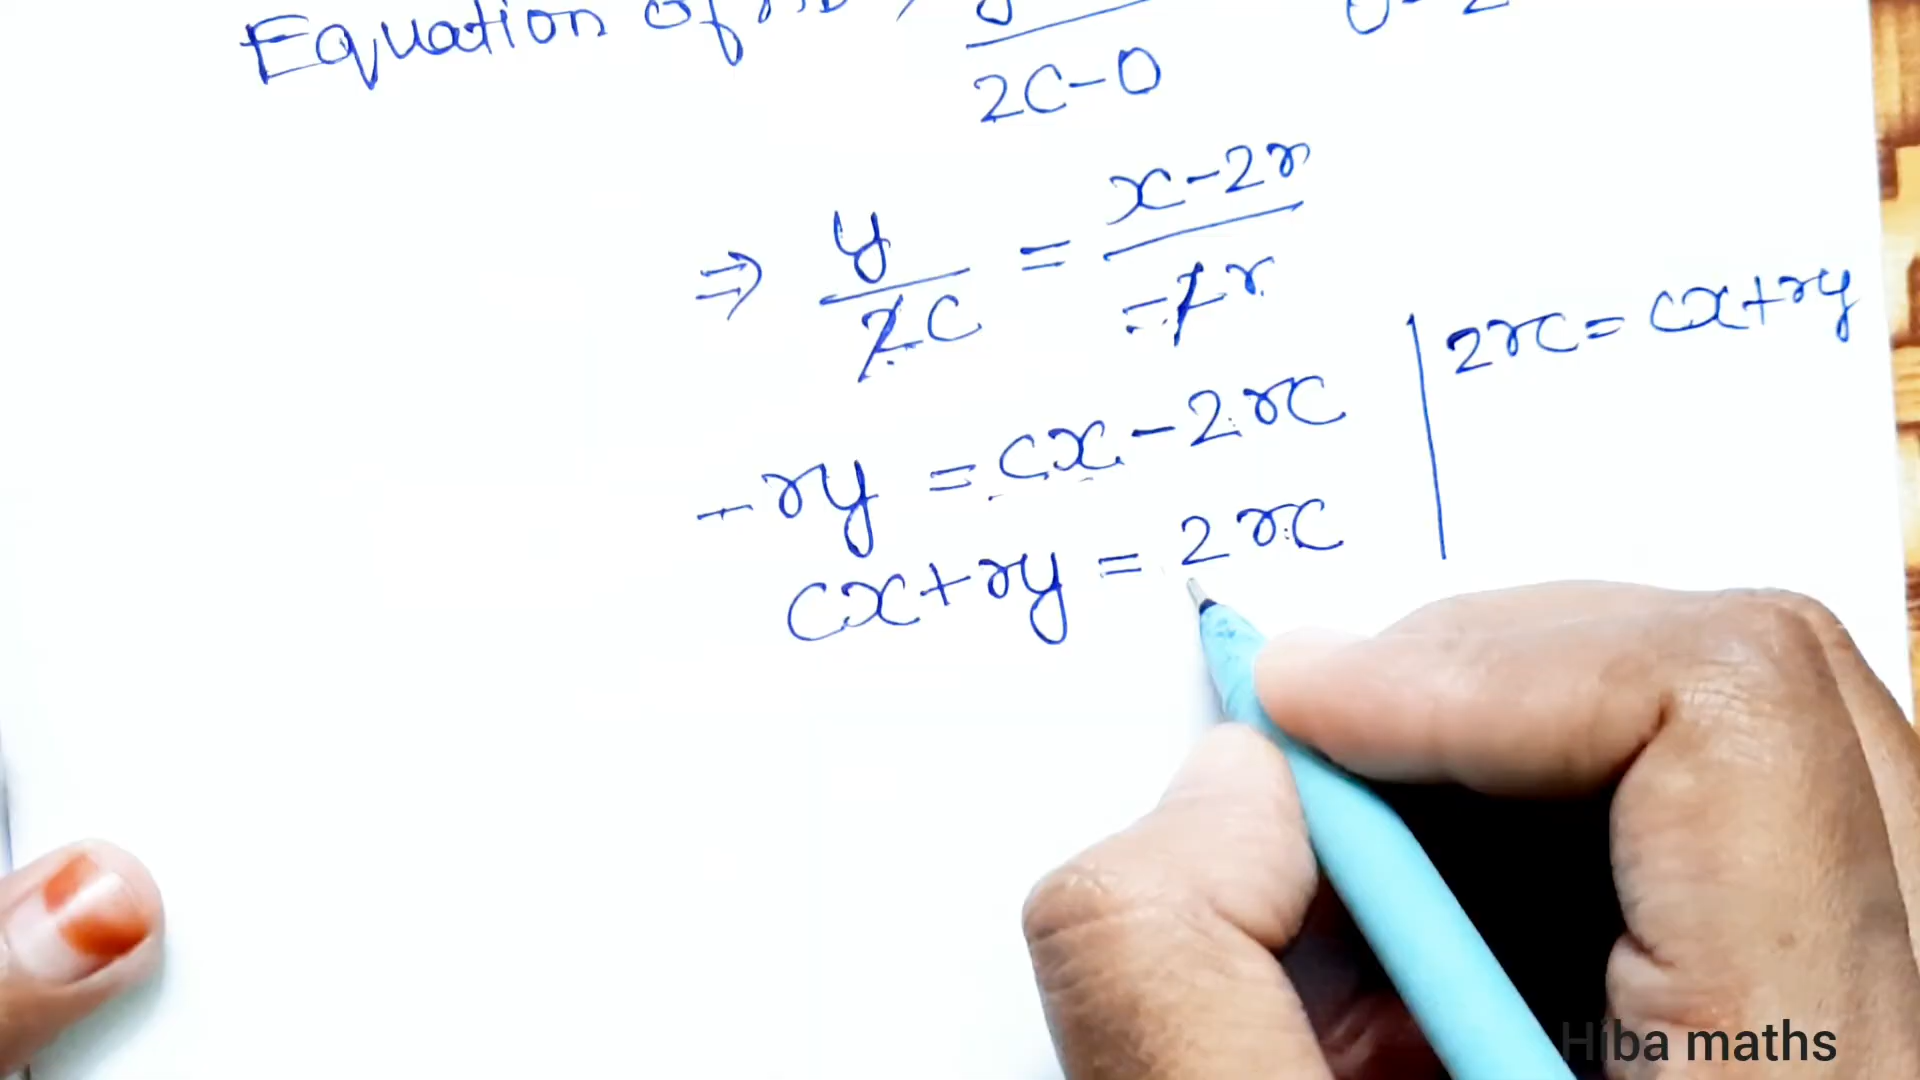 Equation of
2C-0
⇒ y/2C = x-2r/-2r
-ry = cx-2rc
cx+ry = 2rc
2rc = cx+ry
Hiba maths